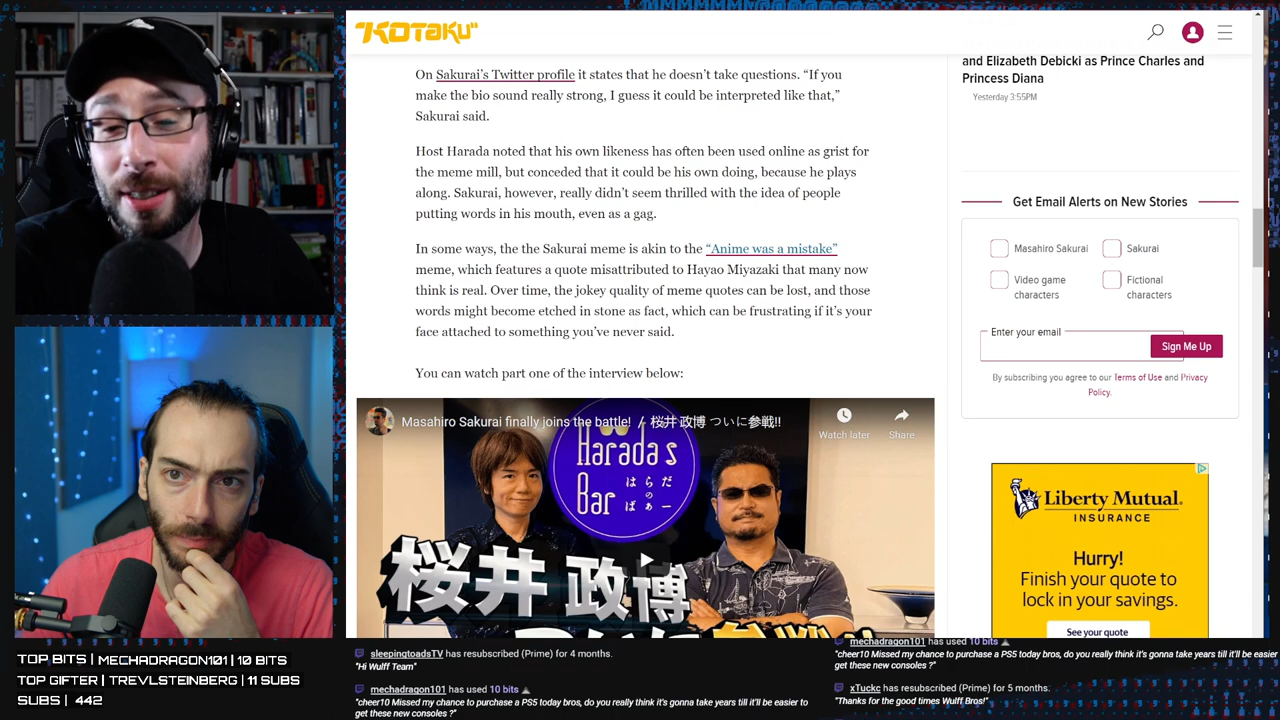 KOTaKU
On Sakurai's Twitter profile it states that he doesn't take questions. “If you
make the bio sound really strong, I guess it could be interpreted like that,”
Sakurai said.
Host Harada noted that his own likeness has often been used online as grist for
the meme mill, but conceded that it could be his own doing, because he plays
along. Sakurai, however, really didn't seem thrilled with the idea of people
putting words in his mouth, even as a gag.
In some ways, the the Sakurai meme is akin to the “Anime was a mistake”
meme, which features a quote misattributed to Hayao Miyazaki that many now
think is real. Over time, the jokey quality of meme quotes can be lost, and those
words might become etched in stone as fact, which can be frustrating if it's your
face attached to something you've never said.
You can watch part one of the interview below:
Masahiro Sakurai finally joins the battle! / 桜井 政博 ついに参戦!!
Watch later
Share
Harada's
Bar
はらだ
らの
ばぁー
桜井 政博
and Elizabeth Debicki as Prince Charles and
Princess Diana
Yesterday 3:55PM
Get Email Alerts on New Stories
Masahiro Sakurai
Sakurai
Video game
characters
Fictional
characters
Enter your email
Sign Me Up
By subscribing you agree to our Terms of Use and Privacy
Policy.
Liberty Mutual.
INSURANCE
Hurry!
Finish your quote to
lock in your savings.
See your quote
TOP BITS | MECHADRAGON101 | 10 BITS
TOP GIFTER | TREVLSTEINBERG | 11 SUBS
SUBS | 442
sleepingtoadsTV has resubscribed (Prime) for 4 months.
"Hi Wulff Team"
mechadragon101 has used 10 bits
"cheer10 Missed my chance to purchase a PS5 today bros, do you really think it's gonna take years till it'll be easier to
get these new consoles ?"
mechadragon101 has used 10 bits
"cheer10 Missed my chance to purchase a PS5 today bros, do you really think it's gonna take years till it'll be easier to
get these new consoles ?"
xTuckc has resubscribed (Prime) for 5 months.
"Thanks for the good times Wulff Bros!"